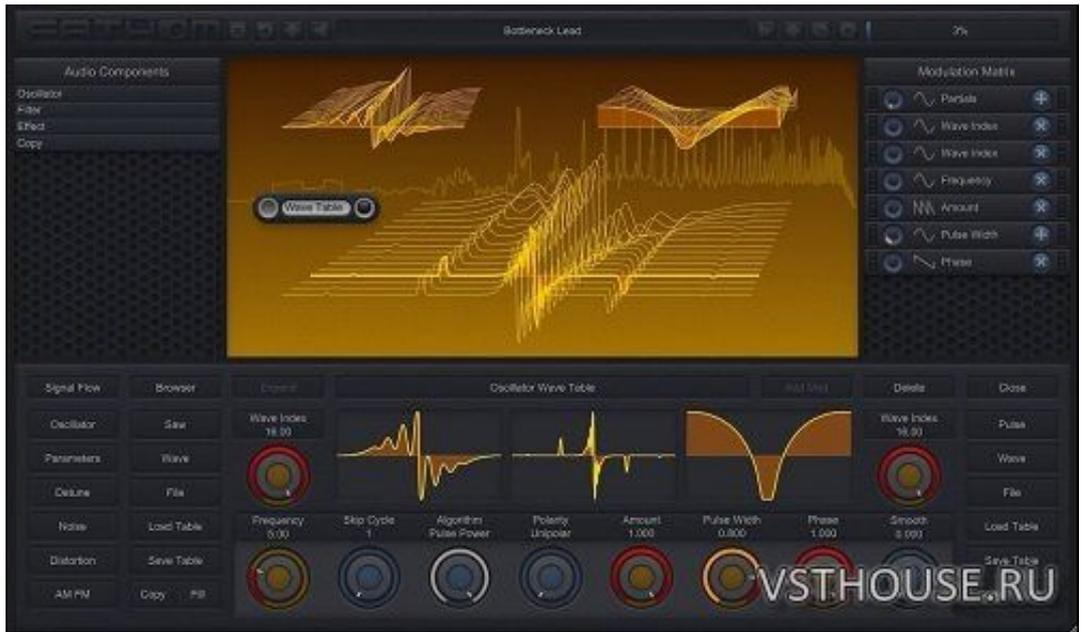 Bottleneck Lead
3%
Audio Components
Oscillator
Filter
Effect
Copy
Wave Table
Modulation Matrix
Partials
Wave Index
Wave Index
Frequency
Amount
Pulse Width
Phase
Signal Flow
Browser
Expand
Oscillator Wave Table
Add Mod
Delete
Close
Oscillator
Parameters
Detune
Noise
Distortion
AM FM
Saw
Wave
File
Load Table
Save Table
Copy Fill
Wave Index
16.00
Wave Index
16.00
Frequency
5.00
Skip Cycle
1
Algorithm
Pulse Power
Polarity
Unipolar
Amount
1.000
Pulse Width
0.800
Phase
1.000
Smooth
0.000
Pulse
Wave
File
Load Table
Save Table
VSTHOUSE.RU